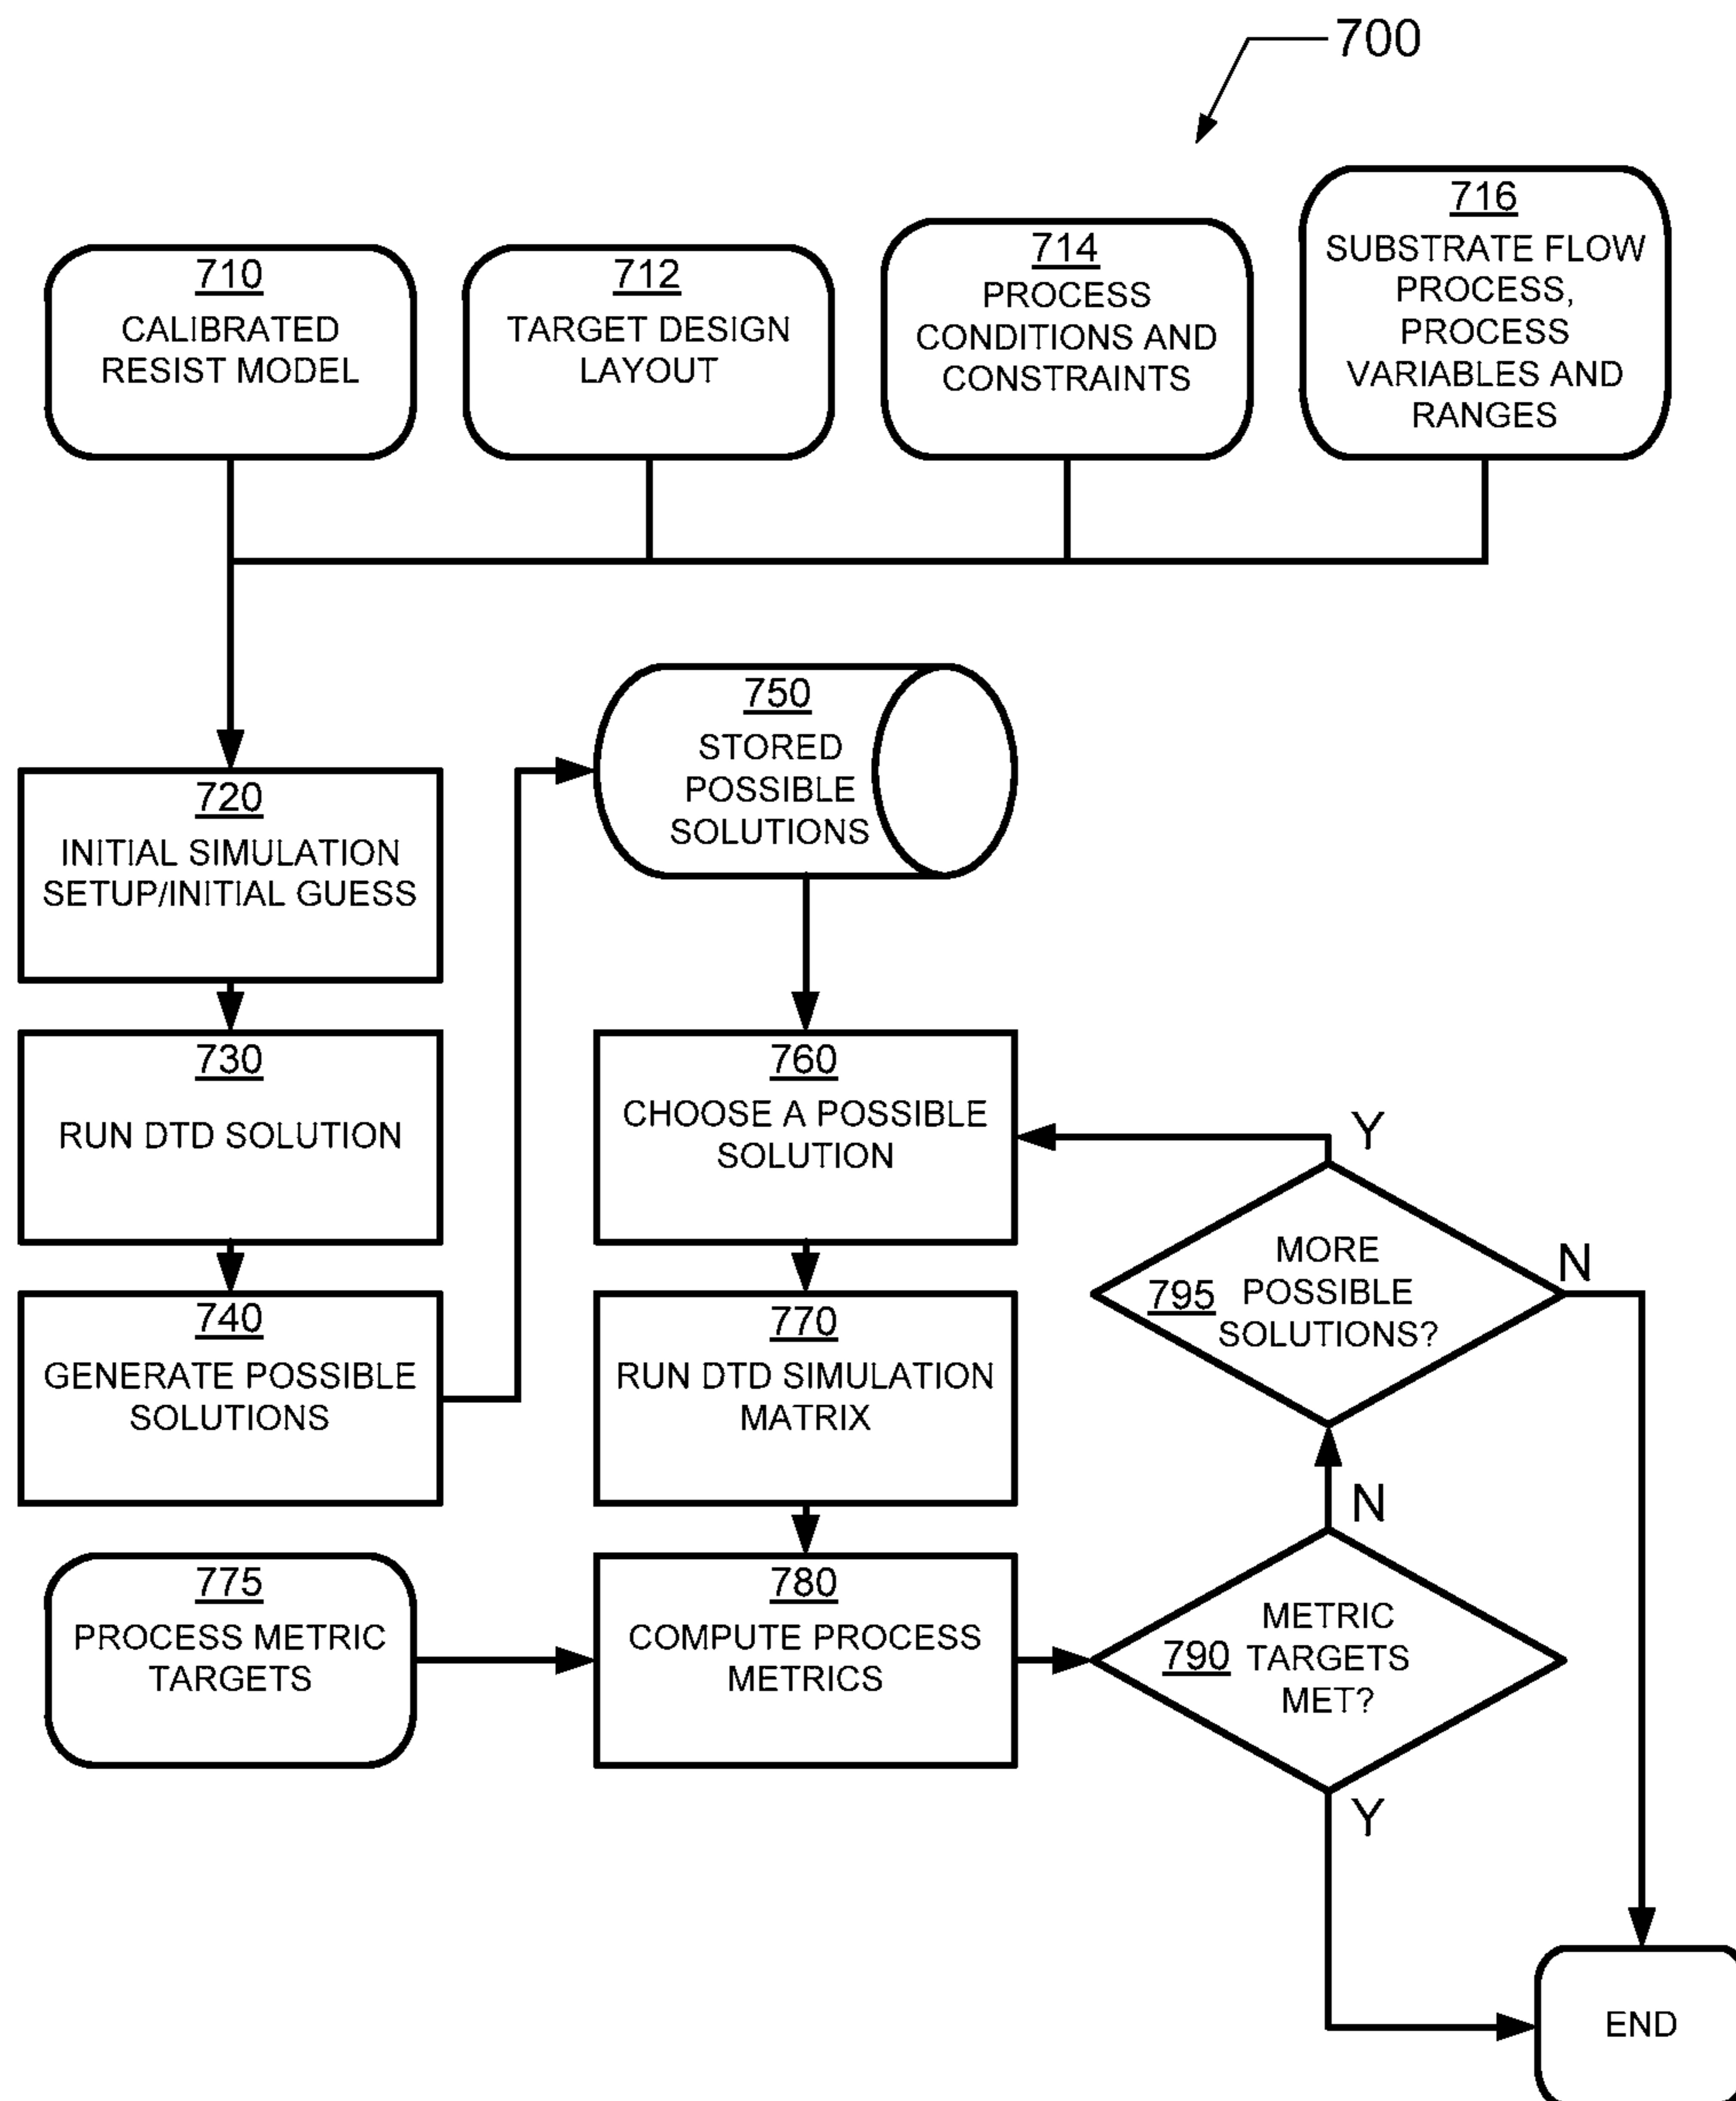 700
710
CALIBRATED
RESIST MODEL
712
TARGET DESIGN
LAYOUT
714
PROCESS
CONDITIONS AND
CONSTRAINTS
716
SUBSTRATE FLOW
PROCESS,
PROCESS
VARIABLES AND
RANGES
720
INITIAL SIMULATION
SETUP/INITIAL GUESS
730
RUN DTD SOLUTION
740
GENERATE POSSIBLE
SOLUTIONS
750
STORED
POSSIBLE
SOLUTIONS
760
CHOOSE A POSSIBLE
SOLUTION
770
RUN DTD SIMULATION
MATRIX
775
PROCESS METRIC
TARGETS
780
COMPUTE PROCESS
METRICS
Y
MORE
795 POSSIBLE
SOLUTIONS?
N
N
METRIC
790 TARGETS
MET?
Y
END